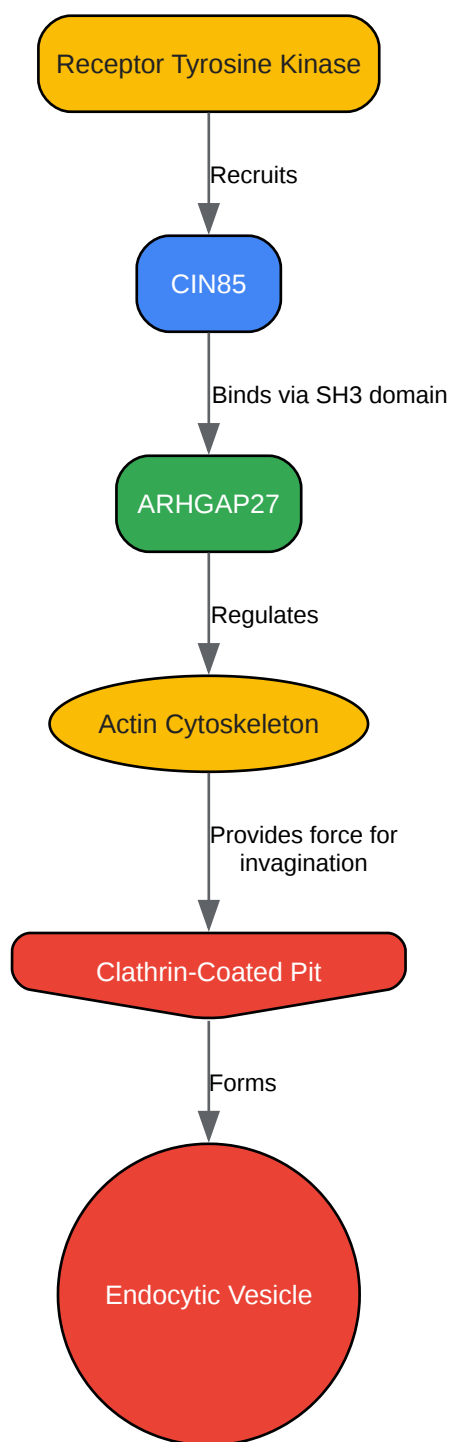 Receptor Tyrosine Kinase
Recruits
CIN85
Binds via SH3 domain
ARHGAP27
Regulates
Actin Cytoskeleton
Provides force for
invagination
Clathrin-Coated Pit
Forms
Endocytic Vesicle